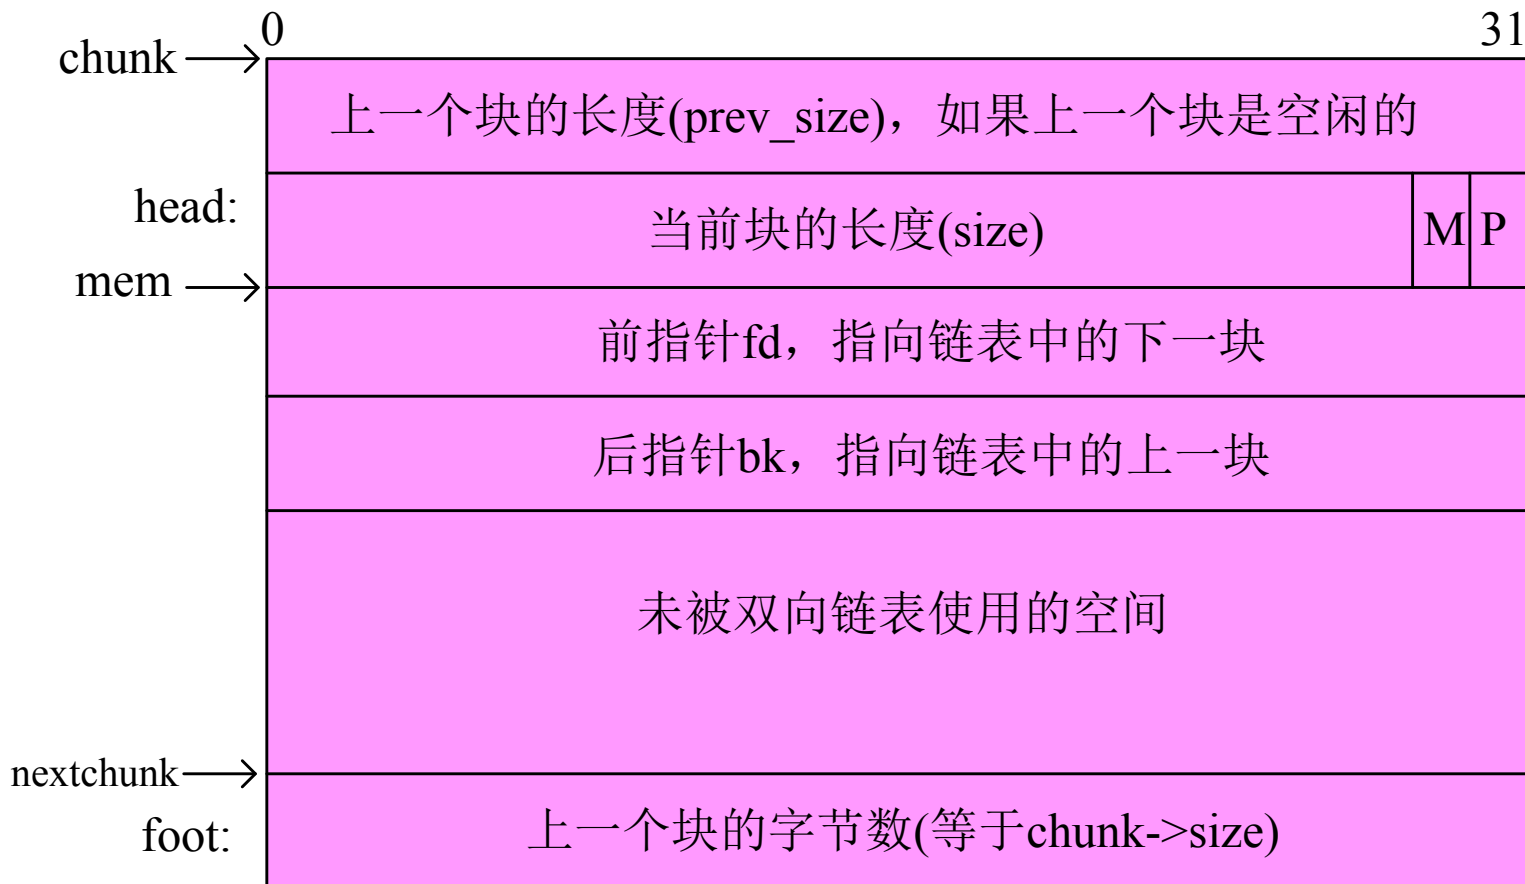 0 31
chunk
上一个块的长度(prev_size)，如果上一个块是空闲的
head:
当前块的长度(size) M P
mem
前指针fd，指向链表中的下一块
后指针bk，指向链表中的上一块
未被双向链表使用的空间
nextchunk
foot:
上一个块的字节数(等于chunk->size)